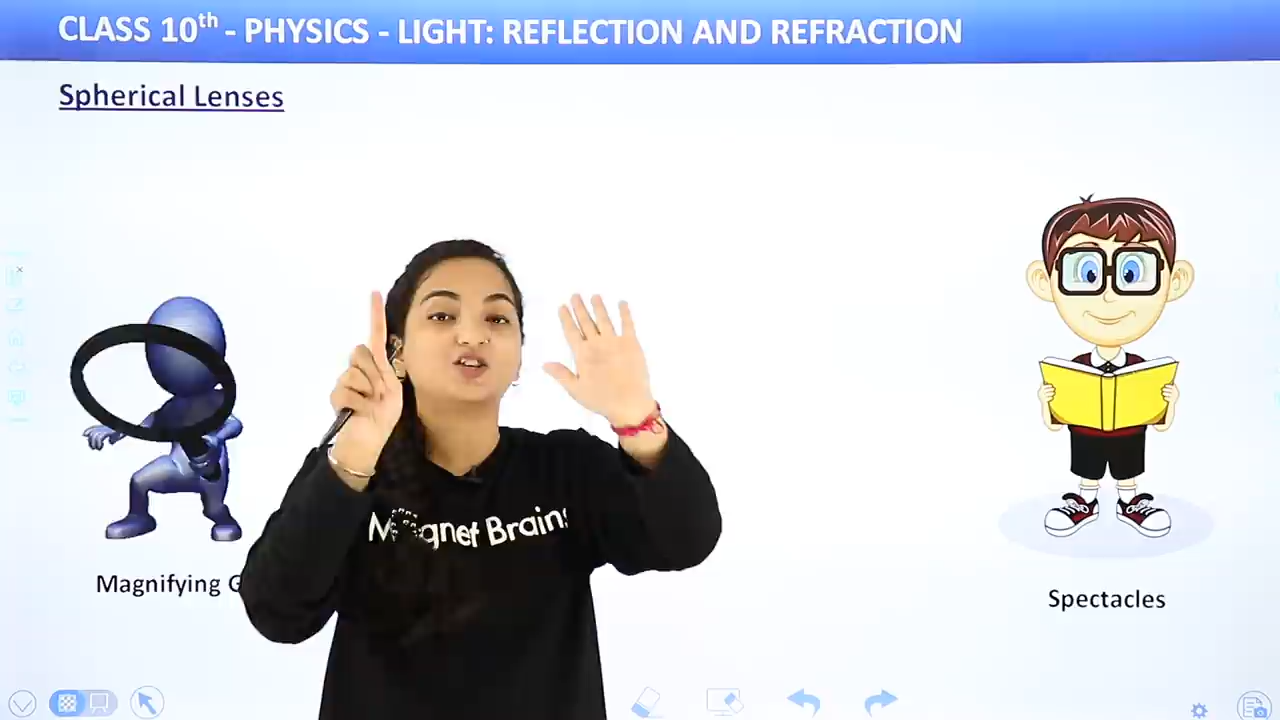 CLASS 10th - PHYSICS - LIGHT: REFLECTION AND REFRACTION
Spherical Lenses
Magnet Brains
Magnifying G
Spectacles